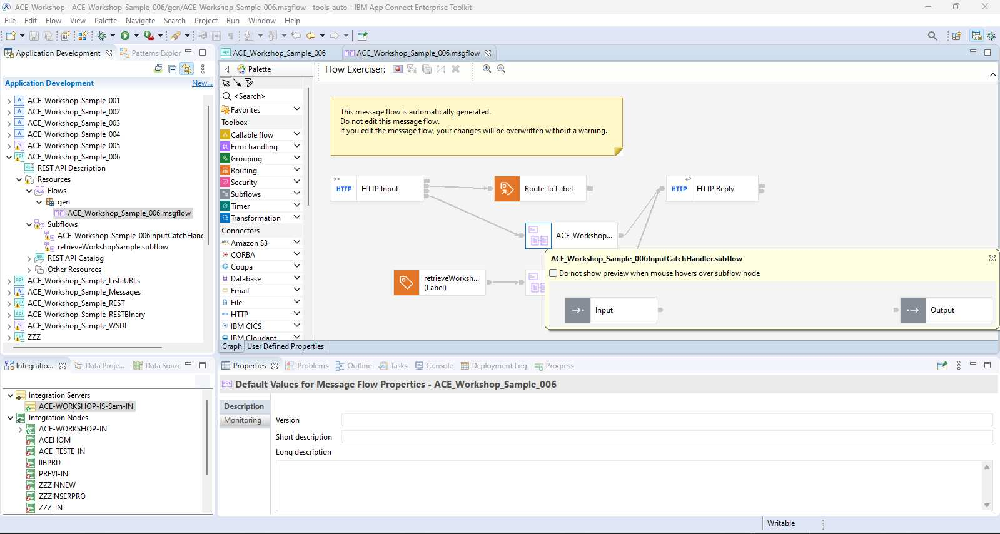 ACE_Workshop - ACE_Workshop_Sample_006/gen/ACE_Workshop_Sample_006.msgflow - tools_auto - IBM App Connect Enterprise Toolkit
File Edit Flow View Palette Navigate Search Project Run Window Help
Application Development
Patterns Explor
Application Development
New...
ACE_Workshop_Sample_001
ACE_Workshop_Sample_002
ACE_Workshop_Sample_003
ACE_Workshop_Sample_004
ACE_Workshop_Sample_005
ACE_Workshop_Sample_006
REST API Description
Resources
Flows
gen
ACE_Workshop_Sample_006.msgflow
Subflows
ACE_Workshop_Sample_006InputCatchHand
retrieveWorkshopSample.subflow
REST API Catalog
Other Resources
ACE_Workshop_Sample_ListaURLs
ACE_Workshop_Sample_Messages
ACE_Workshop_Sample_REST
ACE_Workshop_Sample_RESTBInary
ACE_Workshop_Sample_WSDL
ZZZ
ACE_Workshop_Sample_006
ACE_Workshop_Sample_006.msgflow
Palette
<Search>
Favorites
Toolbox
Callable flow
Error handling
Grouping
Routing
Security
Subflows
Timer
Transformation
Connectors
Amazon S3
CORBA
Coupa
Database
Email
File
HTTP
IBM CICS
IBM Cloudant
Flow Exerciser:
This message flow is automatically generated.
Do not edit this message flow.
If you edit the message flow, your changes will be overwritten without a warning.
HTTP
HTTP Input
Route To Label
HTTP
HTTP Reply
ACE_Workshop...
retrieveWorksh...
(Label)
ACE_Workshop_Sample_006InputCatchHandler.subflow
Do not show preview when mouse hovers over subflow node
Input
Output
Graph
User Defined Properties
Integratio...
Data Proje...
Data Sourc
Integration Servers
ACE-WORKSHOP-IS-Sem-IN
Integration Nodes
ACE-WORKSHOP-IN
ACEHOM
ACE_TESTE_IN
IIBPRD
PREVI-IN
ZZZINNEW
ZZZINSERPRO
ZZZ_IN
Properties
Problems
Outline
Tasks
Console
Deployment Log
Progress
Default Values for Message Flow Properties - ACE_Workshop_Sample_006
Description
Monitoring
Version
Short description
Long description
Writable